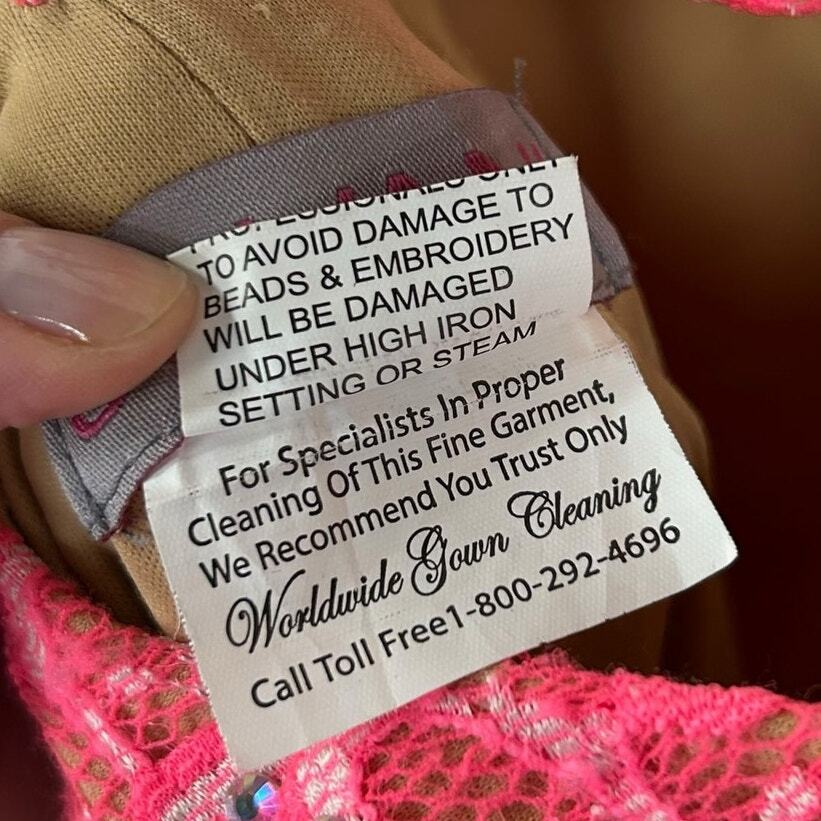 PROFESSIONALS ONLY
TO AVOID DAMAGE TO
BEADS & EMBROIDERY
WILL BE DAMAGED
UNDER HIGH IRON
SETTING OR STEAM
For Specialists In Proper
Cleaning Of This Fine Garment,
We Recommend You Trust Only
Worldwide Gown Cleaning
Call Toll Free1-800-292-4696